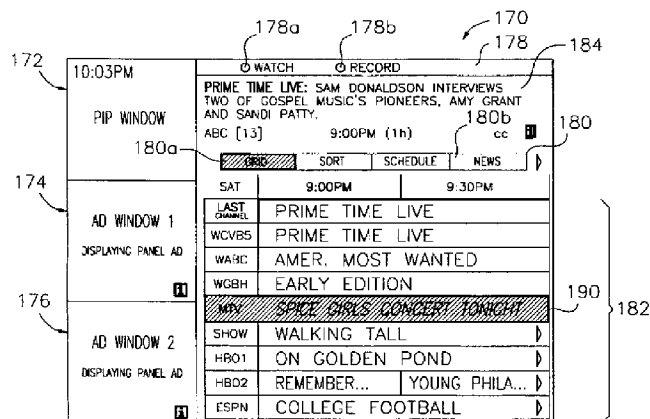 178a 178b 170
178 184
172
10:03PM
PIP WINDOW
WATCH RECORD
PRIME TIME LIVE: SAM DONALDSON INTERVIEWS
TWO OF GOSPEL MUSIC'S PIONEERS, AMY GRANT
AND SANDI PATTY.
ABC [13] 9:00PM (1h) CC
180a 180b 180
GRID SORT SCHEDULE NEWS
174
AD WINDOW 1
DISPLAYING PANEL AD
176
AD WINDOW 2
DISPLAYING PANEL AD
SAT 9:00PM 9:30PM
LAST CHANNEL PRIME TIME LIVE
WCVB5 PRIME TIME LIVE
WABC AMER. MOST WANTED
WGBH EARLY EDITION
MTV SPICE GIRLS CONCERT TONIGHT
190
182
SHOW WALKING TALL
HBO1 ON GOLDEN POND
HBO2 REMEMBER... YOUNG PHILA...
ESPN COLLEGE FOOTBALL